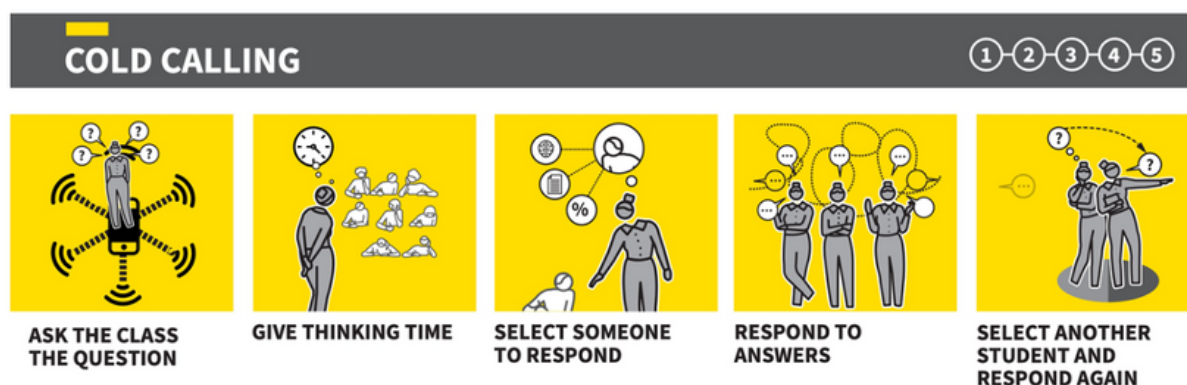 COLD CALLING
1 2 3 4 5
? ? ? ?
%
... ... ... ... ...
? ?
...
ASK THE CLASS
THE QUESTION
GIVE THINKING TIME
SELECT SOMEONE
TO RESPOND
RESPOND TO
ANSWERS
SELECT ANOTHER
STUDENT AND
RESPOND AGAIN